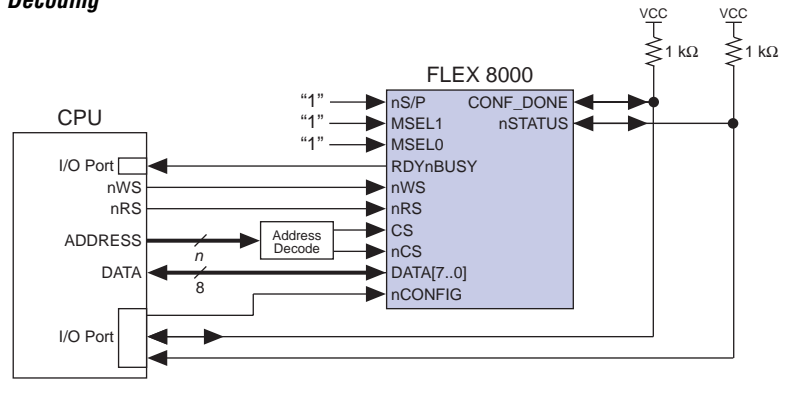 Decoding
VCC VCC
1 kΩ 1 kΩ
FLEX 8000
CPU
“1” nS/P CONF_DONE
“1” MSEL1 nSTATUS
“1” MSEL0
I/O Port RDYnBUSY
nWS nWS
nRS nRS
ADDRESS n Address Decode CS
nCS
DATA 8 DATA[7..0]
nCONFIG
I/O Port